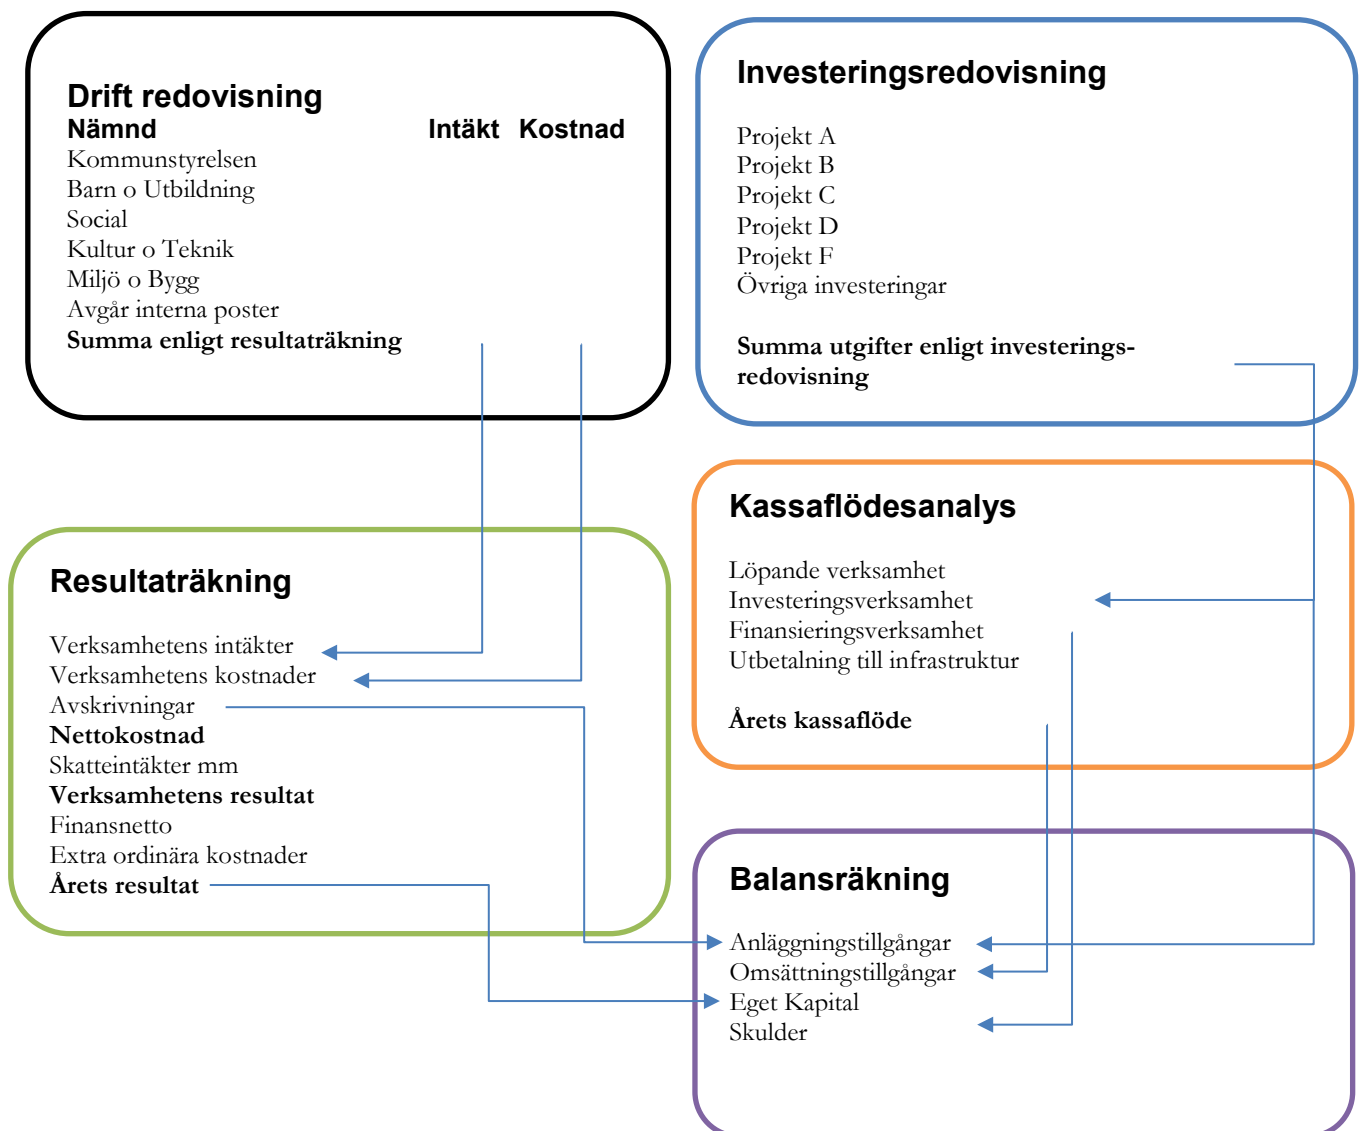 Drift redovisning
Nämnd Intäkt Kostnad
Kommunstyrelsen
Barn o Utbildning
Social
Kultur o Teknik
Miljö o Bygg
Avgår interna poster
Summa enligt resultaträkning
Investeringsredovisning
Projekt A
Projekt B
Projekt C
Projekt D
Projekt F
Övriga investeringar
Summa utgifter enligt investerings-
redovisning
Resultaträkning
Verksamhetens intäkter
Verksamhetens kostnader
Avskrivningar
Nettokostnad
Skatteintäkter mm
Verksamhetens resultat
Finansnetto
Extra ordinära kostnader
Årets resultat
Kassaflödesanalys
Löpande verksamhet
Investeringsverksamhet
Finansieringsverksamhet
Utbetalning till infrastruktur
Årets kassaflöde
Balansräkning
Anläggningstillgångar
Omsättningstillgångar
Eget Kapital
Skulder